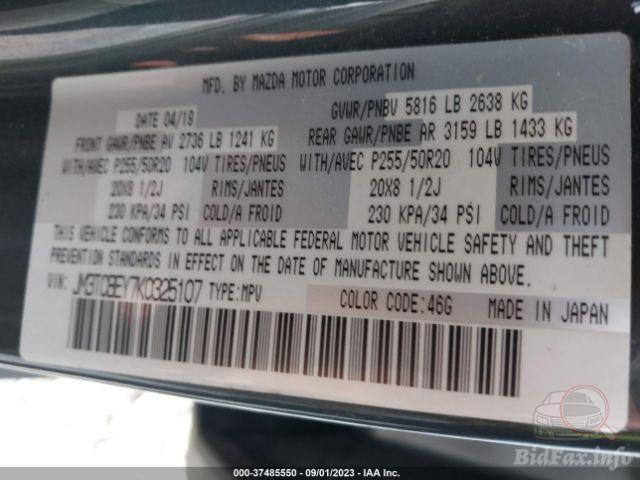 MFD. BY MAZDA MOTOR CORPORATION
DATE 04/19
GVWR/PNBV 5816 LB 2638 KG
FRONT GAWR/PNBE AV 2736 LB 1241 KG
REAR GAWR/PNBE AR 3159 LB 1433 KG
WITH/AVEC P255/50R20 104V TIRES/PNEUS
WITH/AVEC P255/50R20 104V TIRES/PNEUS
20X8 1/2J RIMS/JANTES
20X8 1/2J RIMS/JANTES
230 KPA/34 PSI COLD/A FROID
230 KPA/34 PSI COLD/A FROID
THIS VEHICLE CONFORMS TO ALL APPLICABLE FEDERAL MOTOR VEHICLE SAFETY AND THEFT
PREVENTION STANDARDS IN EFFECT ON THE DATE OF MANUFACTURE SHOWN ABOVE.
VIN: JM3TCBEY7K0325107 TYPE:MPV
COLOR CODE:46G MADE IN JAPAN
BidFax.info
000-37485550 - 09/01/2023 - IAA Inc.